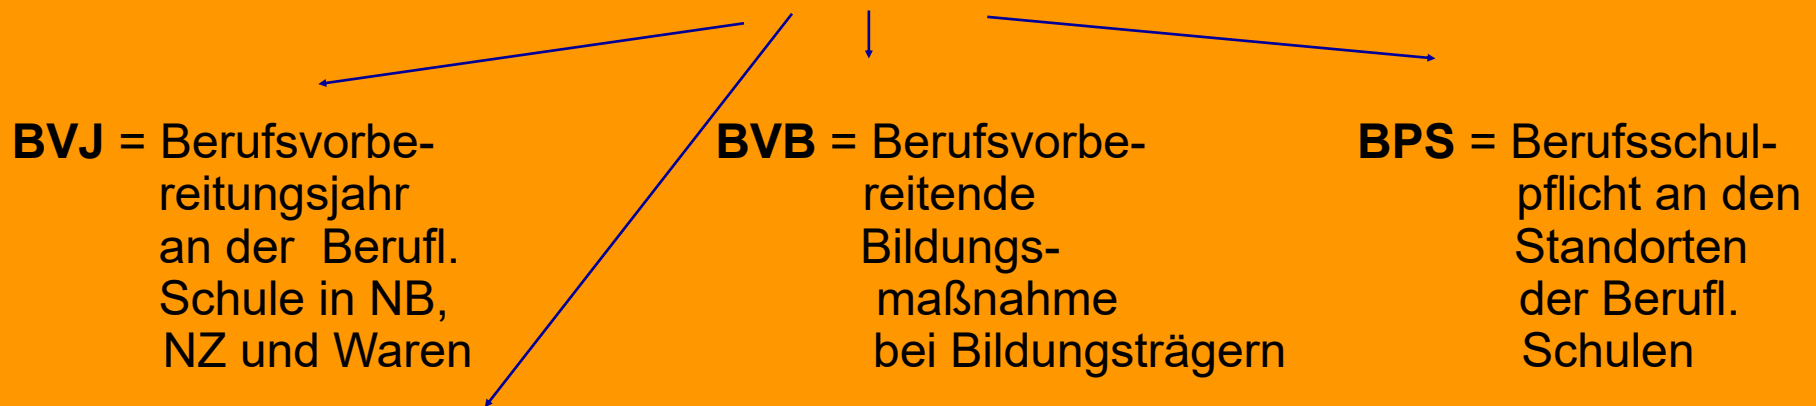 BVJ = Berufsvorbe-
reitungsjahr
an der  Berufl.
Schule in NB,
NZ und Waren
BVB = Berufsvorbe-
reitende
Bildungs-
maßnahme
bei Bildungsträgern
BPS = Berufsschul-
pflicht an den
Standorten
der Berufl.
Schulen